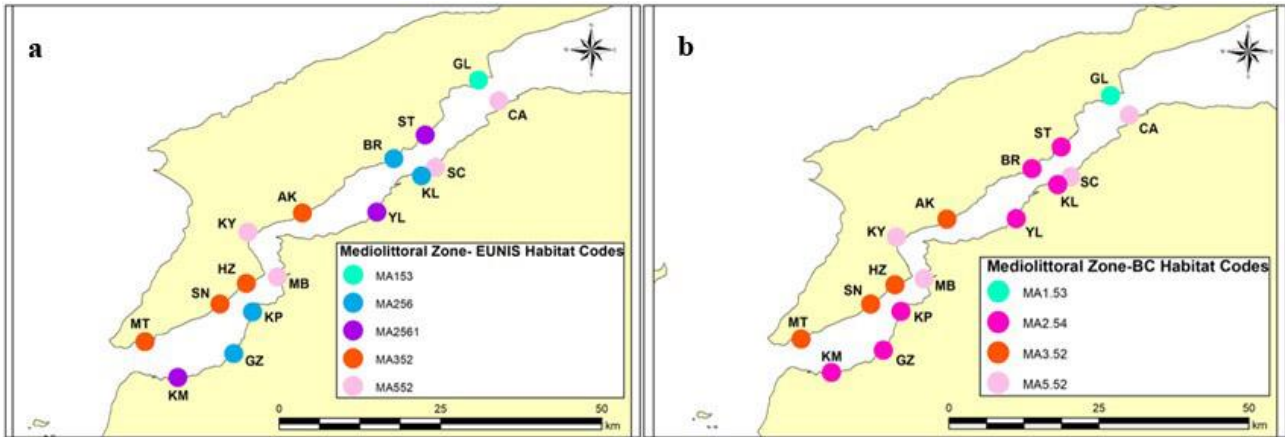 a
GL
CA
ST
BR
SC
KL
AK
YL
KY
HZ
MB
SN
KP
MT
GZ
KM
Mediolittoral Zone- EUNIS Habitat Codes
MA153
MA256
MA2561
MA352
MA552
0 25 50
km
b
GL
CA
ST
BR
SC
KL
AK
YL
KY
HZ
MB
SN
KP
MT
GZ
KM
Mediolittoral Zone-BC Habitat Codes
MA1.53
MA2.54
MA3.52
MA5.52
0 25 50
km